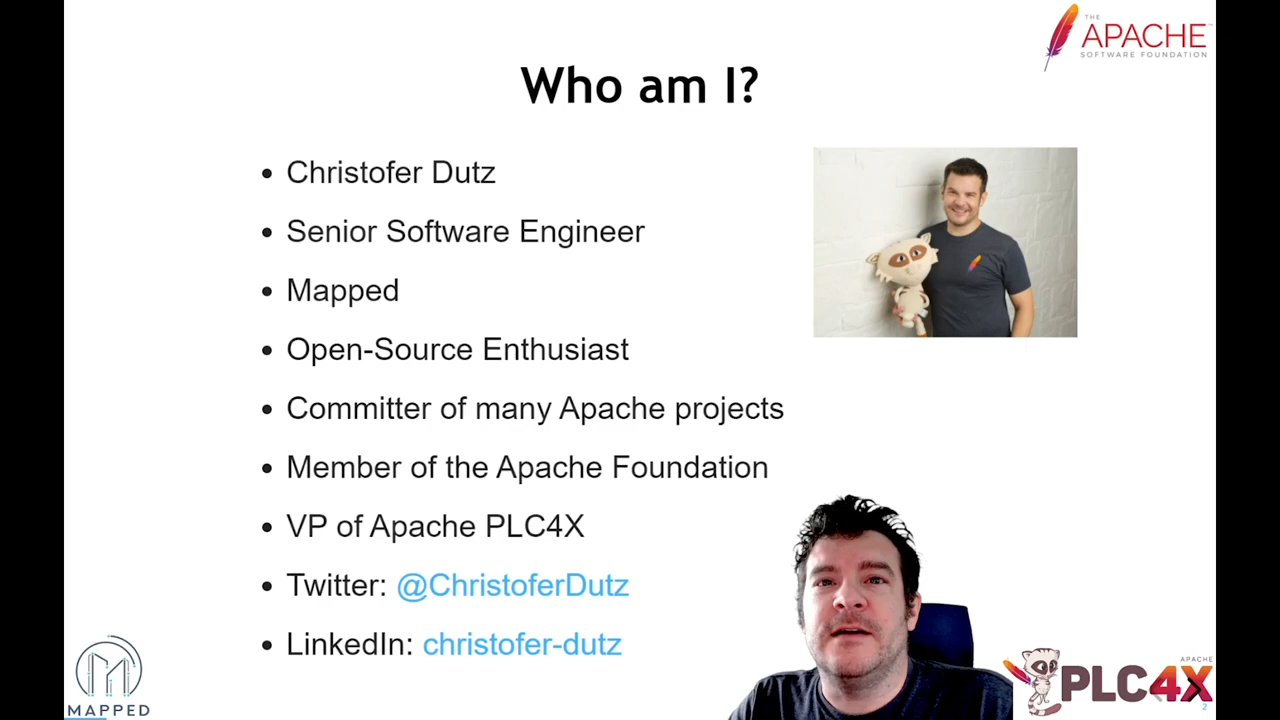 THE
APACHE
SOFTWARE FOUNDATION
Who am I?
Christofer Dutz
Senior Software Engineer
Mapped
Open-Source Enthusiast
Committer of many Apache projects
Member of the Apache Foundation
VP of Apache PLC4X
Twitter: @ChristoferDutz
LinkedIn: christofer-dutz
MAPPED
APACHE
PLC4X
2